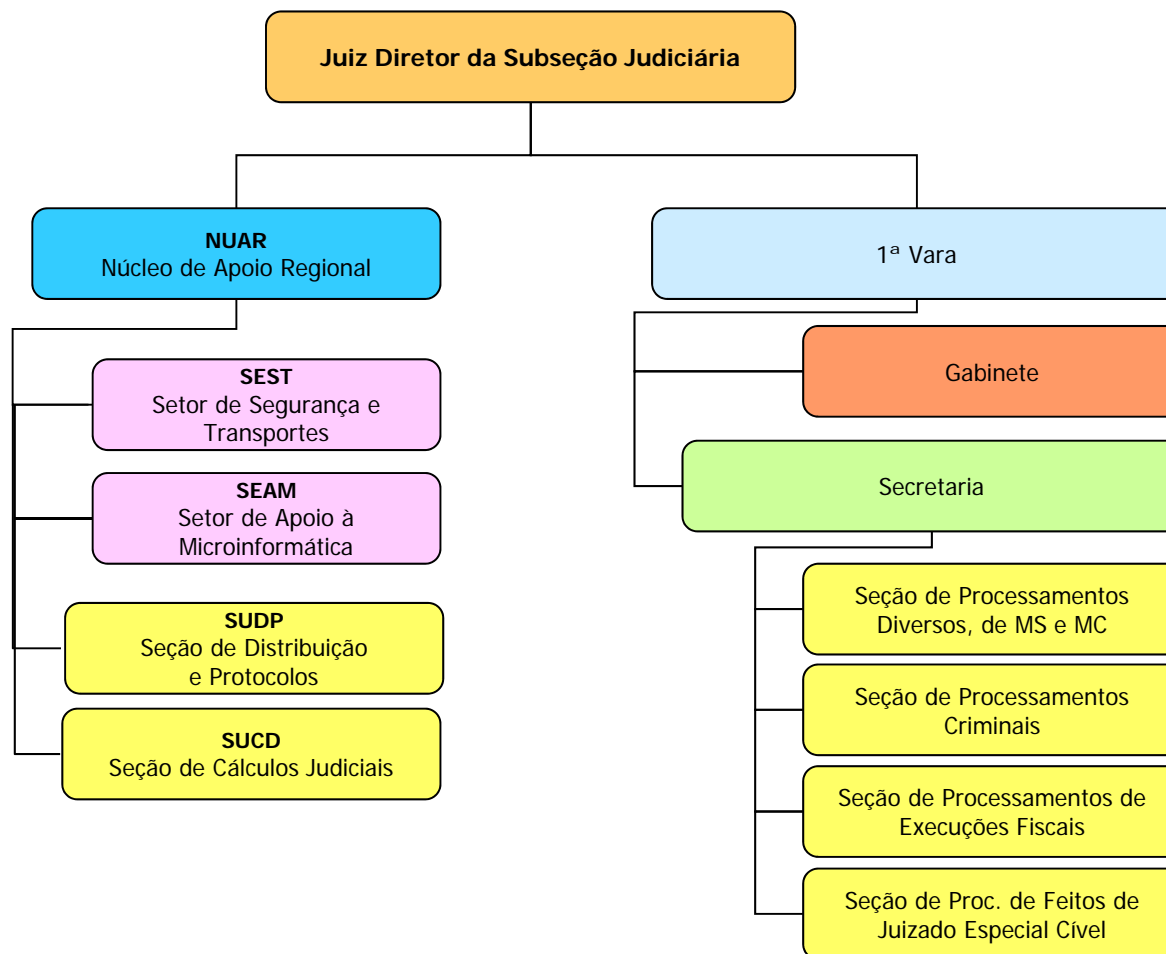 Juiz Diretor da Subseção Judiciária
NUAR
Núcleo de Apoio Regional
SEST
Setor de Segurança e
Transportes
SEAM
Setor de Apoio à
Microinformática
SUDP
Seção de Distribuição
e Protocolos
SUCD
Seção de Cálculos Judiciais
1ª Vara
Gabinete
Secretaria
Seção de Processamentos
Diversos, de MS e MC
Seção de Processamentos
Criminais
Seção de Processamentos de
Execuções Fiscais
Seção de Proc. de Feitos de
Juizado Especial Cível